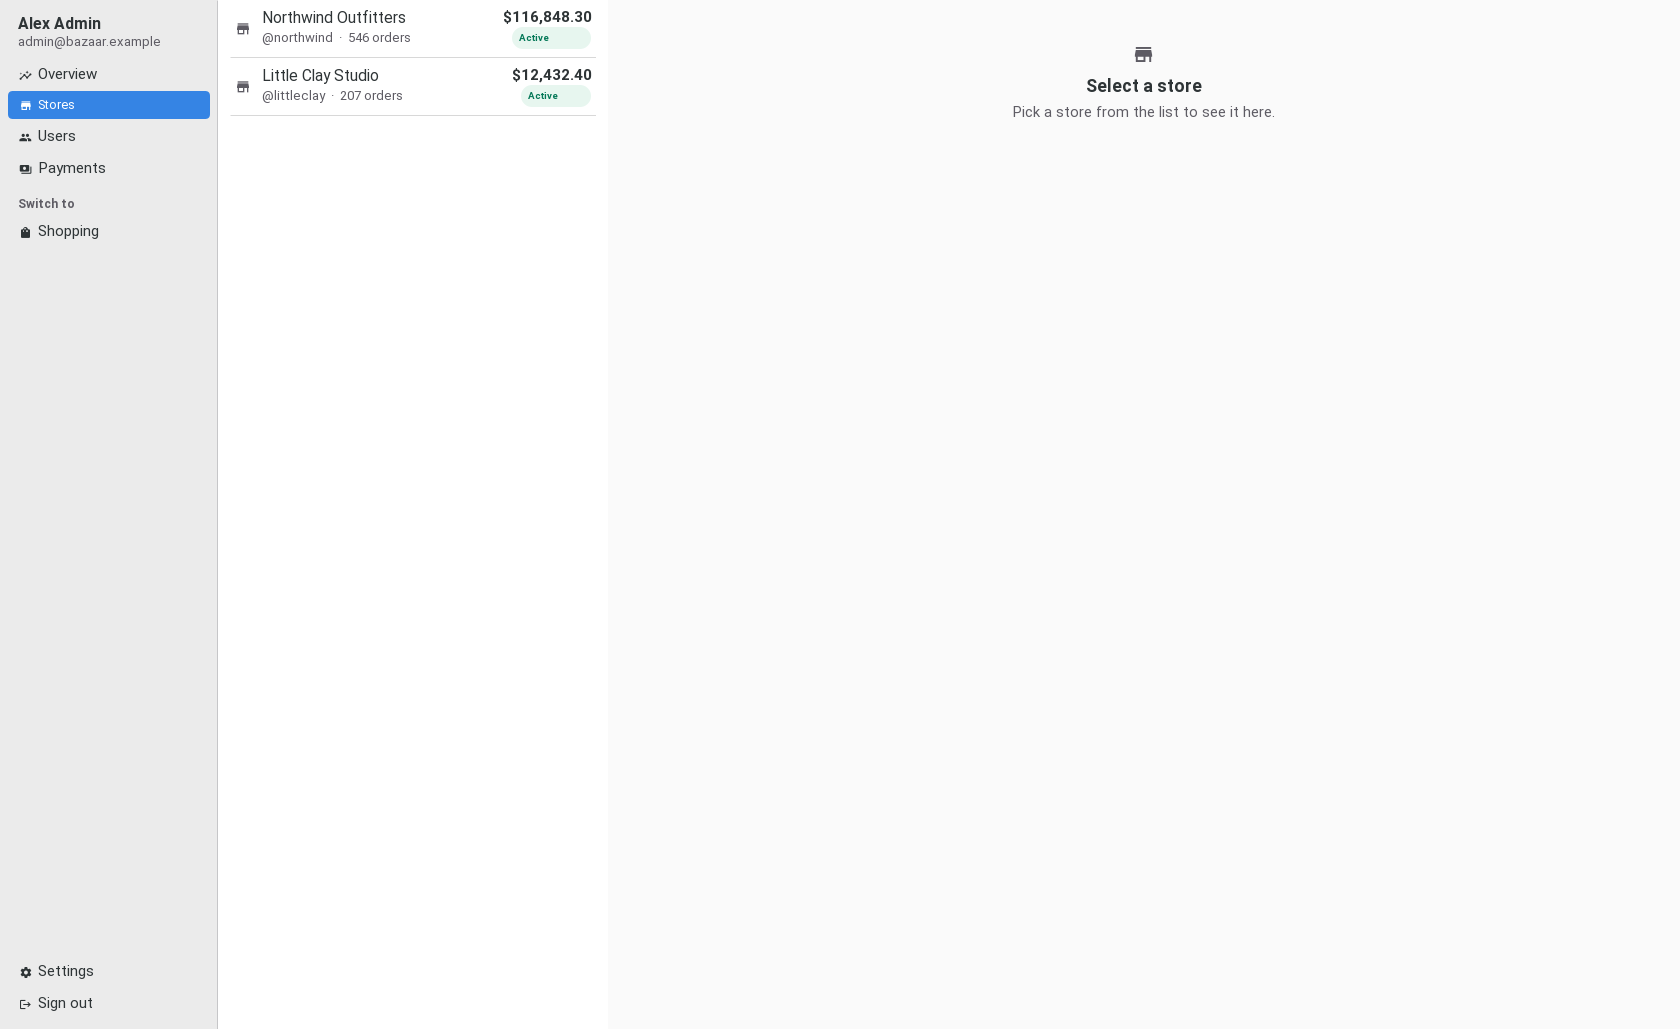 Alex Admin
admin@bazaar.example
Overview
Stores
Users
Payments
Switch to
Shopping
Settings
Sign out
Northwind Outfitters
$116,848.30
@northwind · 546 orders
Active
Little Clay Studio
$12,432.40
@littleclay · 207 orders
Active
Select a store
Pick a store from the list to see it here.